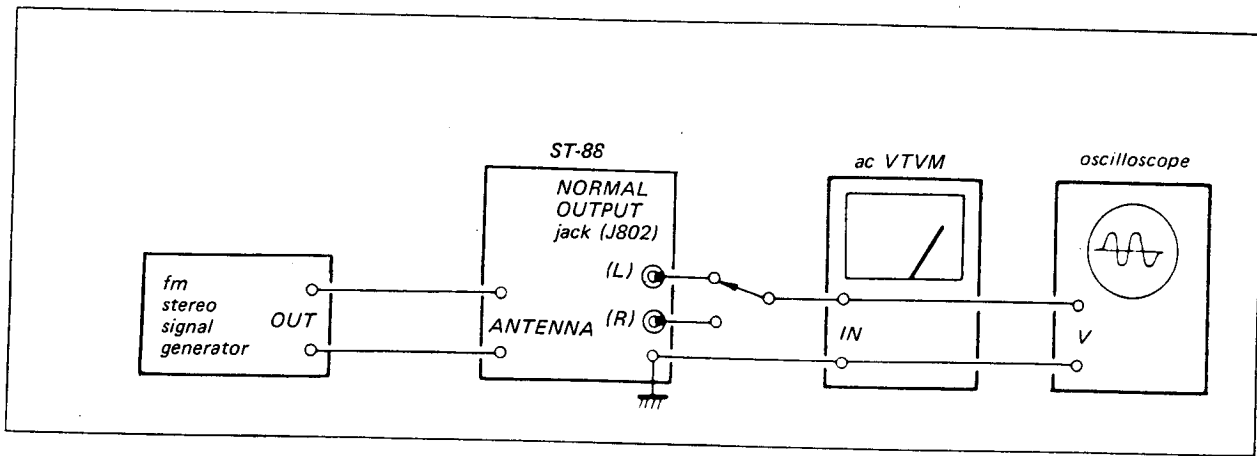 ST-88
NORMAL
OUTPUT
jack (J802)
(L)
(R)
ANTENNA
fm
stereo
signal
generator
OUT
ac VTVM
IN
oscilloscope
V